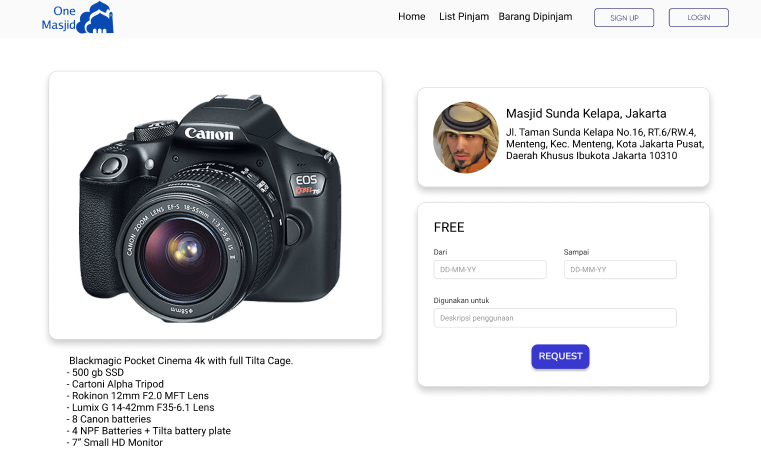 One
Masjid
Home
List Pinjam
Barang Dipinjam
SIGN UP
LOGIN
Canon
EOS
REBEL T6
CANON ZOOM LENS EF-S 18-55mm 1:3.5-5.6 IS II
ø58mm
Blackmagic Pocket Cinema 4k with full Tilta Cage.
- 500 gb SSD
- Cartoni Alpha Tripod
- Rokinon 12mm F2.0 MFT Lens
- Lumix G 14-42mm F35-6.1 Lens
- 8 Canon batteries
- 4 NPF Batteries + Tilta battery plate
- 7” Small HD Monitor
Masjid Sunda Kelapa, Jakarta
Jl. Taman Sunda Kelapa No.16, RT.6/RW.4,
Menteng, Kec. Menteng, Kota Jakarta Pusat,
Daerah Khusus Ibukota Jakarta 10310
FREE
Dari
Sampai
DD-MM-YY
DD-MM-YY
Digunakan untuk
Deskripsi penggunaan
REQUEST